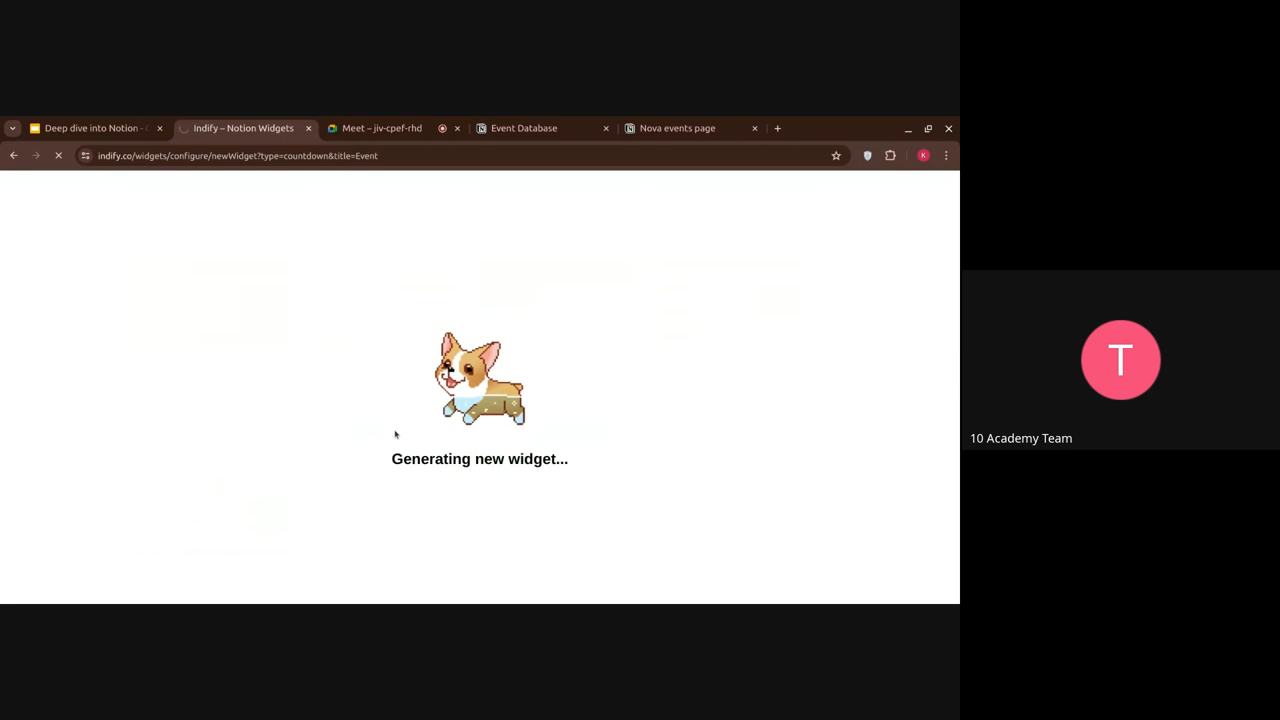 Deep dive into Notion - G
Indify – Notion Widgets
Meet – jiv-cpef-rhd
Event Database
Nova events page
indify.co/widgets/configure/newWidget?type=countdown&title=Event
K
Generating new widget...
T
10 Academy Team